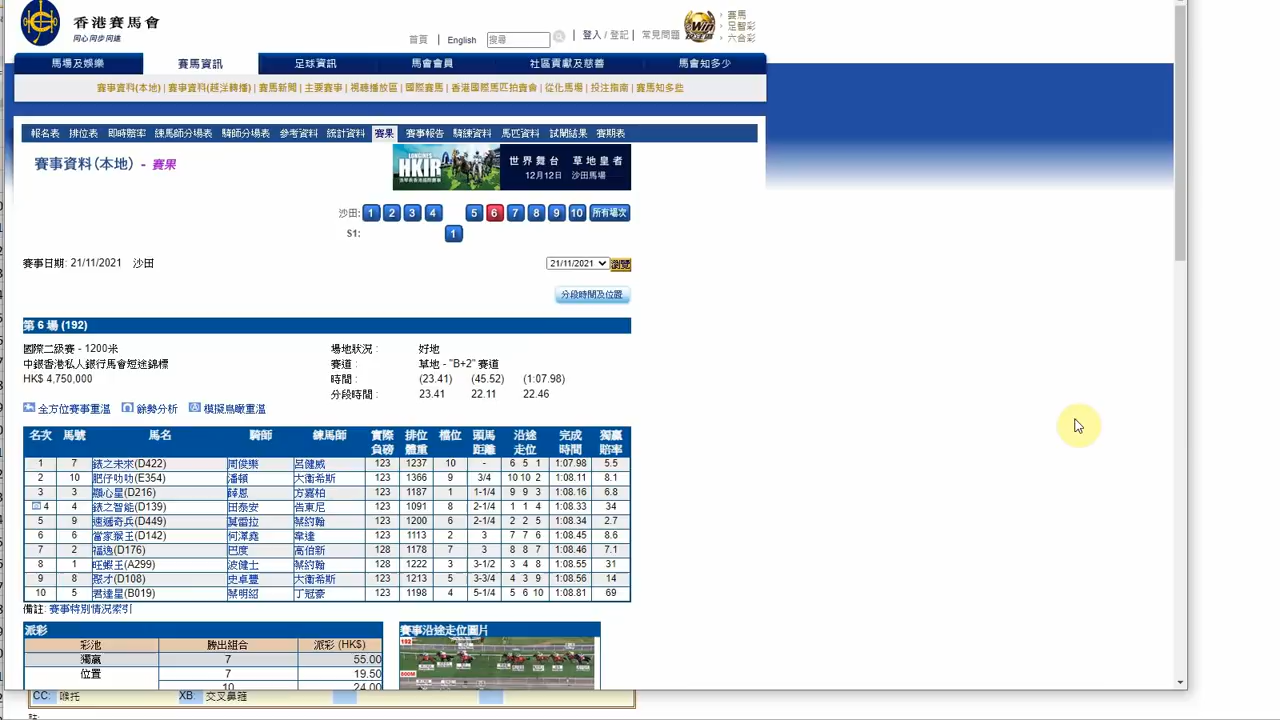 香港賽馬會
同心同步同進
首頁 | English 搜尋 | 登入 / 登記 | 常見問題
賽馬
足智彩
六合彩
馬場及娛樂 賽馬資訊 足球資訊 馬會會員 社區貢獻及慈善 馬會知多少
賽事資料(本地) | 賽事資料(越洋轉播) | 賽馬新聞 | 主要賽事 | 視聽播放區 | 國際賽馬 | 香港國際馬匹拍賣會 | 從化馬場 | 投注指南 | 賽馬知多些
報名表 排位表 即時賠率 練馬師分場表 騎師分場表 參考資料 統計資料 賽果 賽事報告 騎練資料 馬匹資料 試閘結果 賽期表
賽事資料(本地) - 賽果
LONGINES HKIR 世界舞台 草地皇者
12月12日 沙田馬場
沙田: 1 2 3 4 5 6 7 8 9 10 所有場次
S1: 1
賽事日期: 21/11/2021 沙田 21/11/2021 瀏覽
分段時間及位置
第 6 場 (192)
國際二級賽 - 1200米 場地狀況 : 好地
中銀香港私人銀行馬會短途錦標 賽道 : 草地 - "B+2" 賽道
HK$ 4,750,000 時間 : (23.41) (45.52) (1:07.98)
分段時間 : 23.41 22.11 22.46
全方位賽事重溫 餘勢分析 模擬鳥瞰重溫
名次 馬號 馬名 騎師 練馬師 實際負磅 排位體重 檔位 頭馬距離 沿途走位 完成時間 獨贏賠率
1 7 錶之未來(D422) 周俊樂 呂健威 123 1237 10 - 6 5 1 1:07.98 5.5
2 10 肥仔叻叻(E354) 潘頓 大衛希斯 123 1366 9 3/4 10 10 2 1:08.11 8.1
3 3 顯心星(D216) 薛恩 方嘉柏 123 1187 1 1-1/4 9 9 3 1:08.16 6.8
4 4 錶之智能(D139) 田泰安 告東尼 123 1091 8 2-1/4 1 1 4 1:08.33 34
5 9 速遞奇兵(D449) 莫雷拉 蔡約翰 123 1200 6 2-1/4 2 2 5 1:08.34 2.7
6 6 當家猴王(D142) 何澤堯 韋達 123 1113 2 3 7 7 6 1:08.45 8.6
7 2 福逸(D176) 巴度 高伯新 128 1178 7 3 8 8 7 1:08.46 7.1
8 1 旺蝦王(A299) 波健士 蔡約翰 128 1222 3 3-1/2 3 4 8 1:08.55 31
9 8 聚才(D108) 史卓豐 大衛希斯 123 1213 5 3-3/4 4 3 9 1:08.56 14
10 5 君達星(B019) 蔡明紹 丁冠豪 123 1198 4 5-1/4 5 6 10 1:08.81 69
備註: 賽事特別情況索引
派彩 賽事沿途走位圖片
彩池 勝出組合 派彩 (HK$)
獨贏 7 55.00
位置 7 19.50
10 24.00
CC: 喉托 XB: 交叉鼻箍